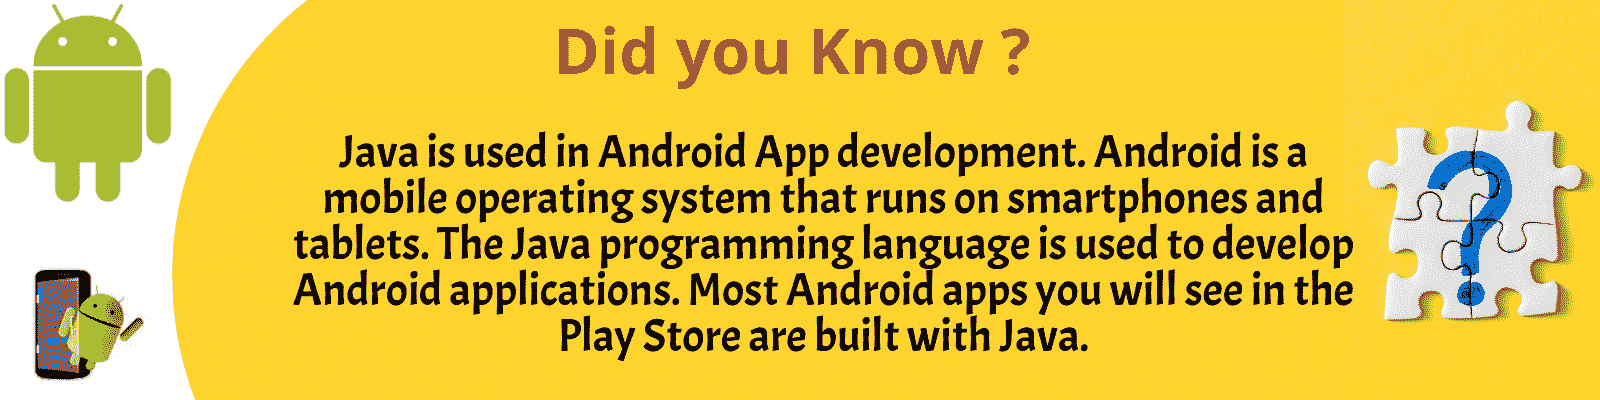 Did you Know ?
Java is used in Android App development. Android is a
mobile operating system that runs on smartphones and
tablets. The Java programming language is used to develop
Android applications. Most Android apps you will see in the
Play Store are built with Java.